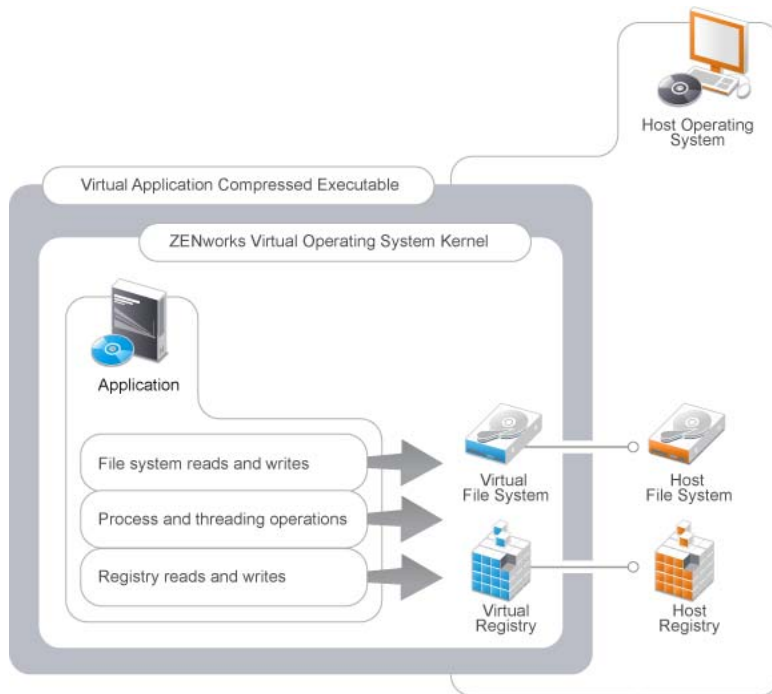 Host Operating
System
Virtual Application Compressed Executable
ZENworks Virtual Operating System Kernel
Application
File system reads and writes
Process and threading operations
Registry reads and writes
Virtual
File System
Host
File System
Virtual
Registry
Host
Registry